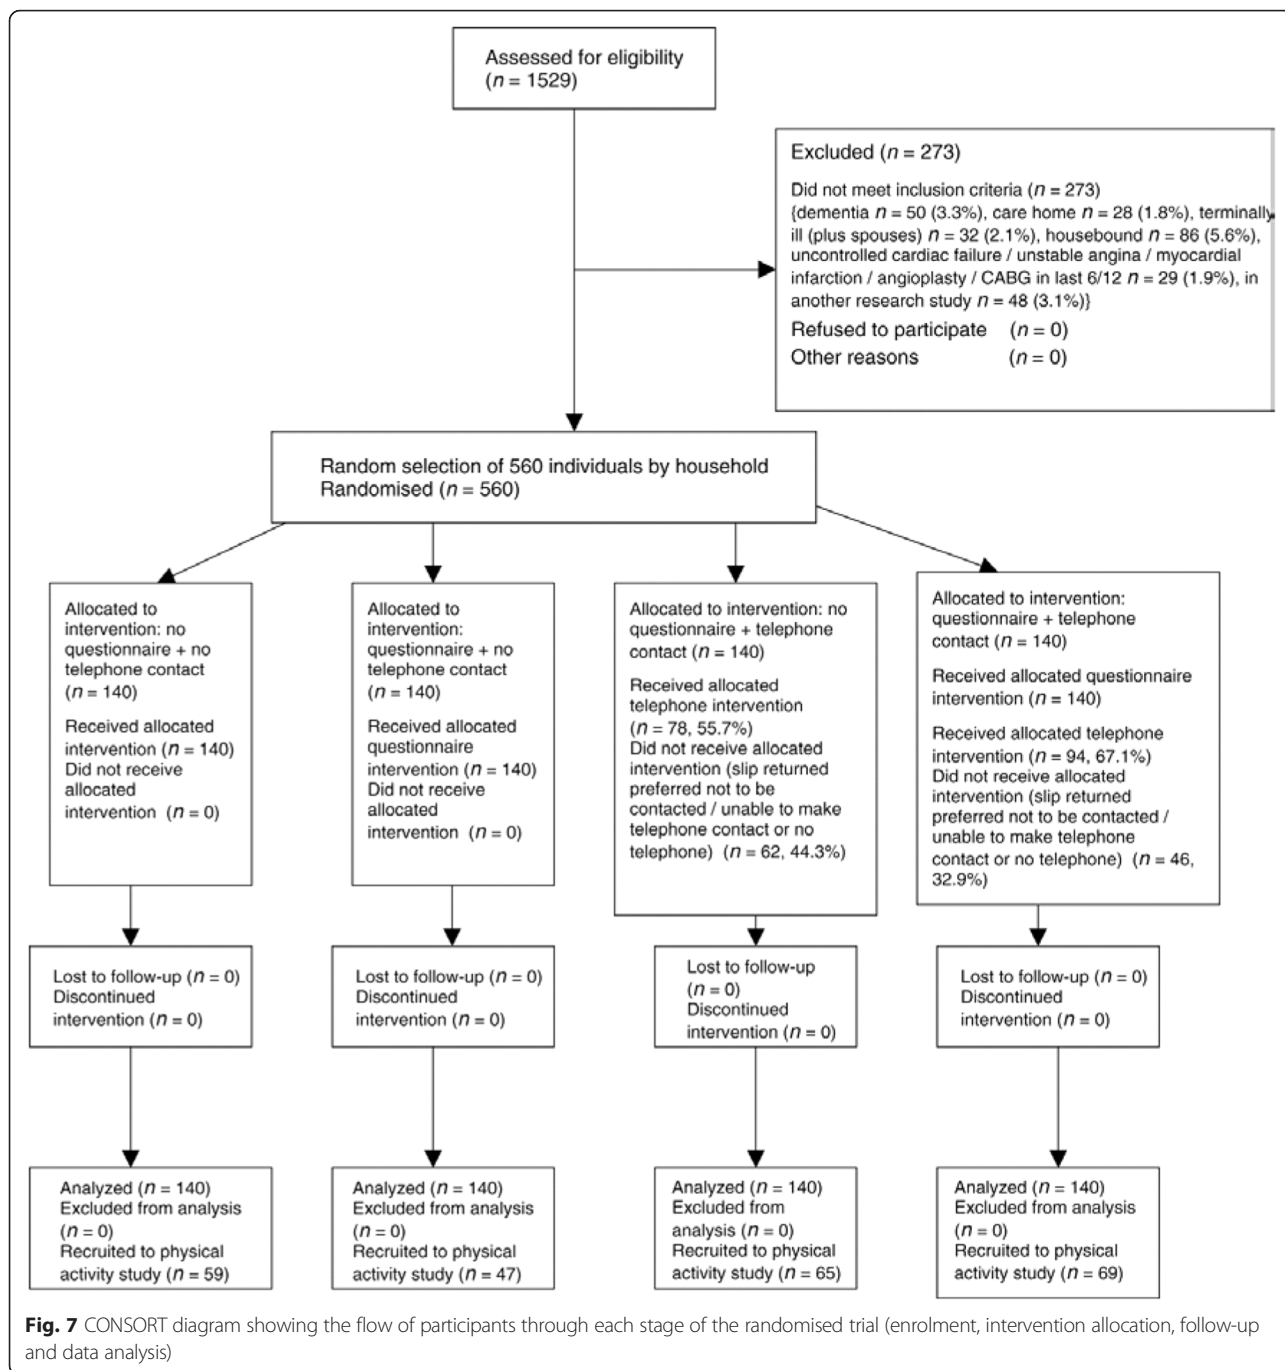 Assessed for eligibility
(n = 1529)
Excluded (n = 273)
Did not meet inclusion criteria (n = 273)
{dementia n = 50 (3.3%), care home n = 28 (1.8%), terminally
ill (plus spouses) n = 32 (2.1%), housebound n = 86 (5.6%),
uncontrolled cardiac failure / unstable angina / myocardial
infarction / angioplasty / CABG in last 6/12 n = 29 (1.9%), in
another research study n = 48 (3.1%)}
Refused to participate (n = 0)
Other reasons (n = 0)
Random selection of 560 individuals by household
Randomised (n = 560)
Allocated to
intervention: no
questionnaire + no
telephone contact
(n = 140)
Received allocated
intervention (n = 140)
Did not receive
allocated
intervention (n = 0)
Allocated to
intervention:
questionnaire + no
telephone contact
(n = 140)
Received allocated
questionnaire
intervention (n = 140)
Did not receive
allocated
intervention (n = 0)
Allocated to intervention: no
questionnaire + telephone
contact (n = 140)
Received allocated
telephone intervention
(n = 78, 55.7%)
Did not receive allocated
intervention (slip returned
preferred not to be
contacted / unable to make
telephone contact or no
telephone) (n = 62, 44.3%)
Allocated to intervention:
questionnaire + telephone
contact (n = 140)
Received allocated questionnaire
intervention (n = 140)
Received allocated telephone
intervention (n = 94, 67.1%)
Did not receive allocated
intervention (slip returned
preferred not to be contacted /
unable to make telephone
contact or no telephone) (n = 46,
32.9%)
Lost to follow-up (n = 0)
Discontinued
intervention (n = 0)
Lost to follow-up (n = 0)
Discontinued
intervention (n = 0)
Lost to follow-up
(n = 0)
Discontinued
intervention (n = 0)
Lost to follow-up (n = 0)
Discontinued
intervention (n = 0)
Analyzed (n = 140)
Excluded from analysis
(n = 0)
Recruited to physical
activity study (n = 59)
Analyzed (n = 140)
Excluded from analysis
(n = 0)
Recruited to physical
activity study (n = 47)
Analyzed (n = 140)
Excluded from
analysis (n = 0)
Recruited to physical
activity study (n = 65)
Analyzed (n = 140)
Excluded from analysis
(n = 0)
Recruited to physical
activity study (n = 69)
Fig. 7 CONSORT diagram showing the flow of participants through each stage of the randomised trial (enrolment, intervention allocation, follow-up
and data analysis)